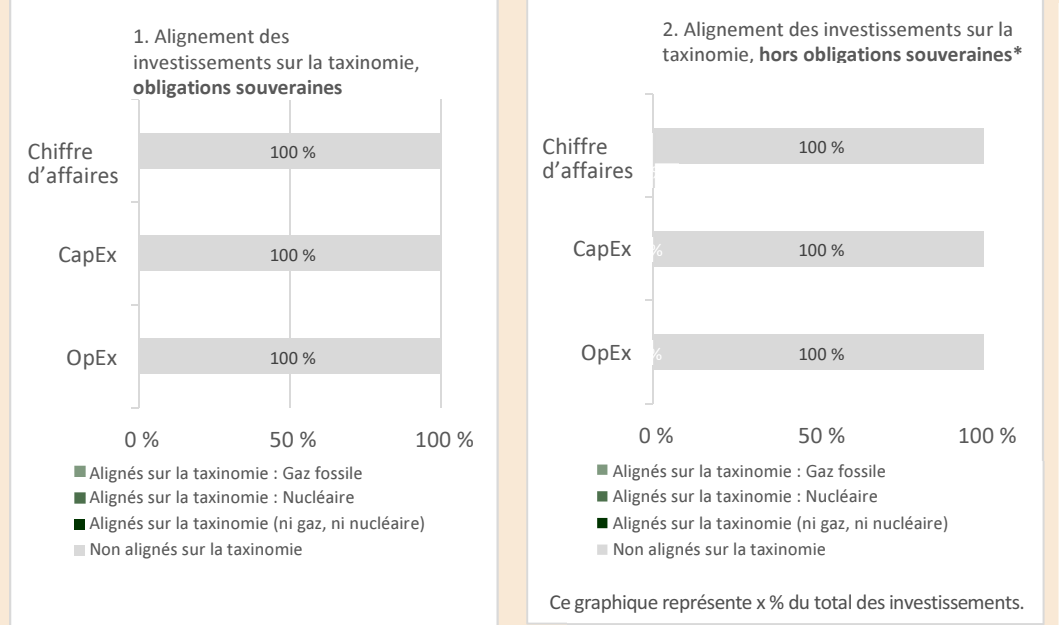 1. Alignement des
investissements sur la taxinomie,
obligations souveraines
Chiffre
d’affaires
100 %
CapEx
100 %
OpEx
100 %
0 %
50 %
100 %
Alignés sur la taxinomie : Gaz fossile
Alignés sur la taxinomie : Nucléaire
Alignés sur la taxinomie (ni gaz, ni nucléaire)
Non alignés sur la taxinomie
2. Alignement des investissements sur la
taxinomie, hors obligations souveraines*
Chiffre
d’affaires
100 %
CapEx
%
100 %
OpEx
%
100 %
0 %
50 %
100 %
Alignés sur la taxinomie : Gaz fossile
Alignés sur la taxinomie : Nucléaire
Alignés sur la taxinomie (ni gaz, ni nucléaire)
Non alignés sur la taxinomie
Ce graphique représente x % du total des investissements.